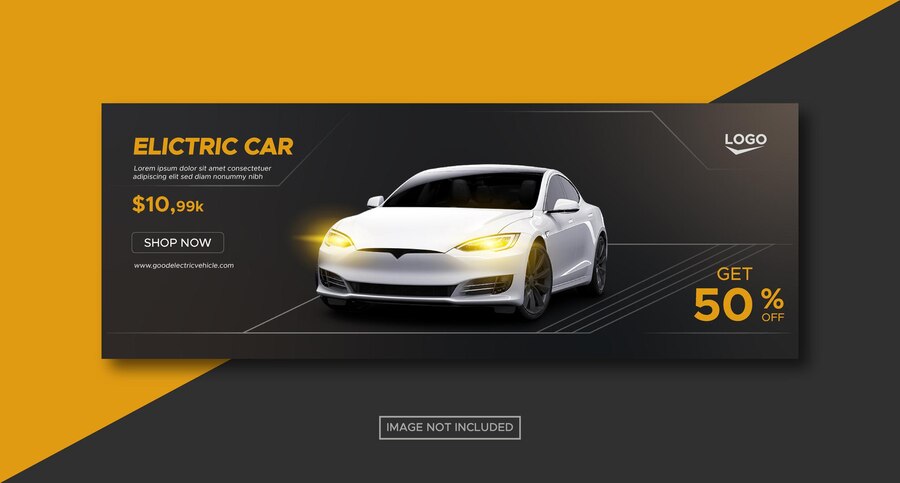 ELICTRIC CAR
Lorem ipsum dolor sit amet consectetuer
adipiscing elit sed diam nonummy nibh
$10,99k
SHOP NOW
www.goodelectricvehicle.com
LOGO
GET
50 %
OFF
IMAGE NOT INCLUDED